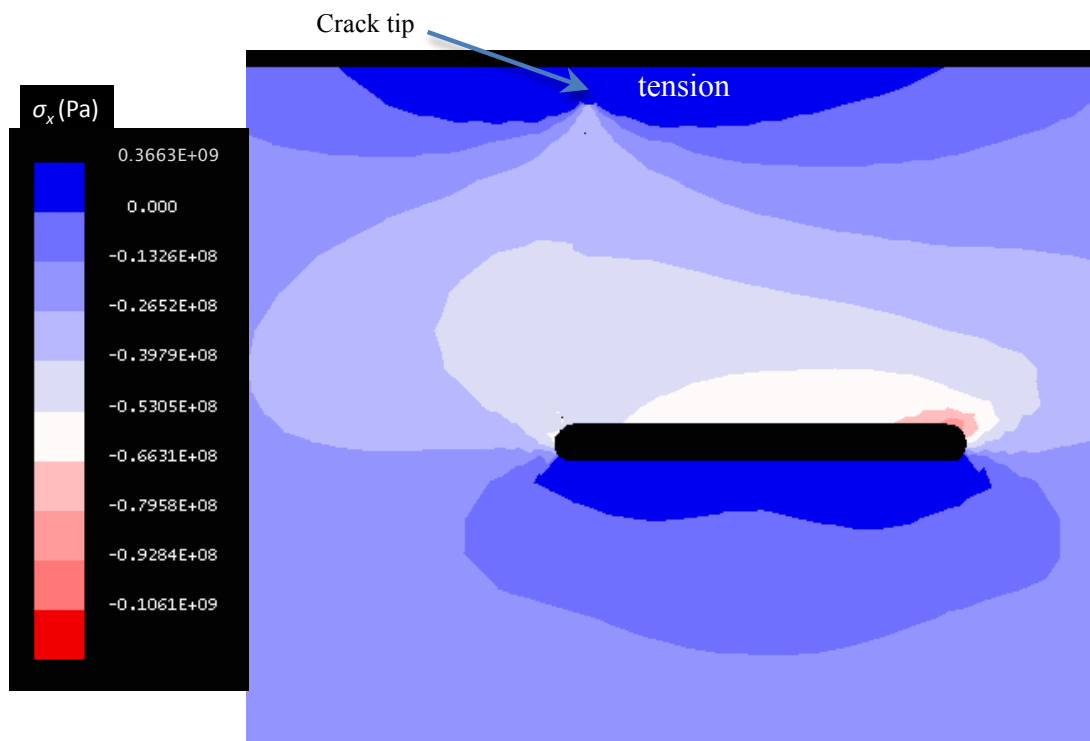 Crack tip
tension
σx (Pa)
0.3663E+09
0.000
-0.1326E+08
-0.2652E+08
-0.3979E+08
-0.5305E+08
-0.6631E+08
-0.7958E+08
-0.9284E+08
-0.1061E+09